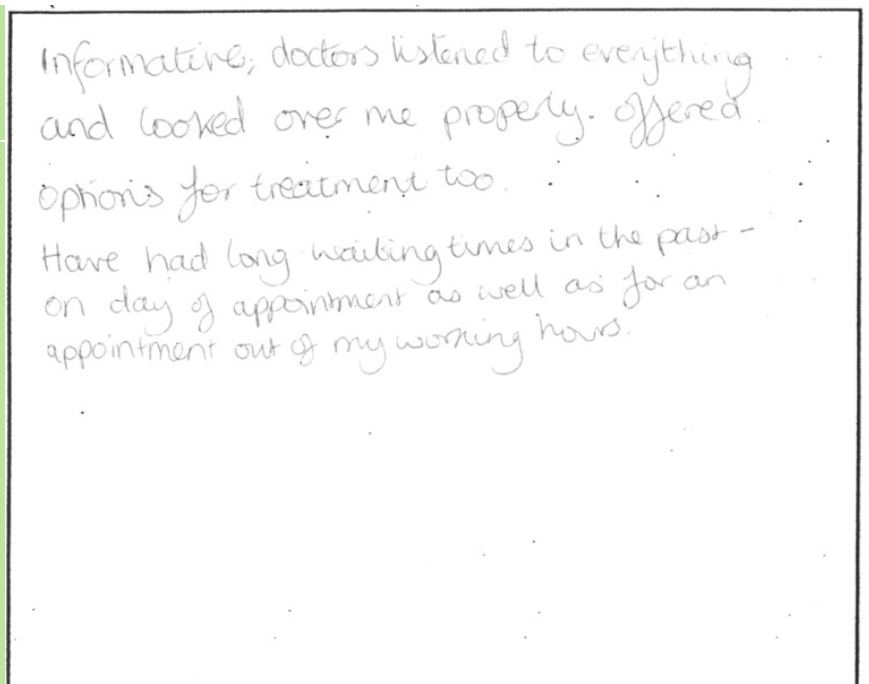 Informative, doctors listened to everything
and looked over me properly. Offered
options for treatment too.
Have had long waiting times in the past -
on day of appointment as well as for an
appointment out of my working hours.